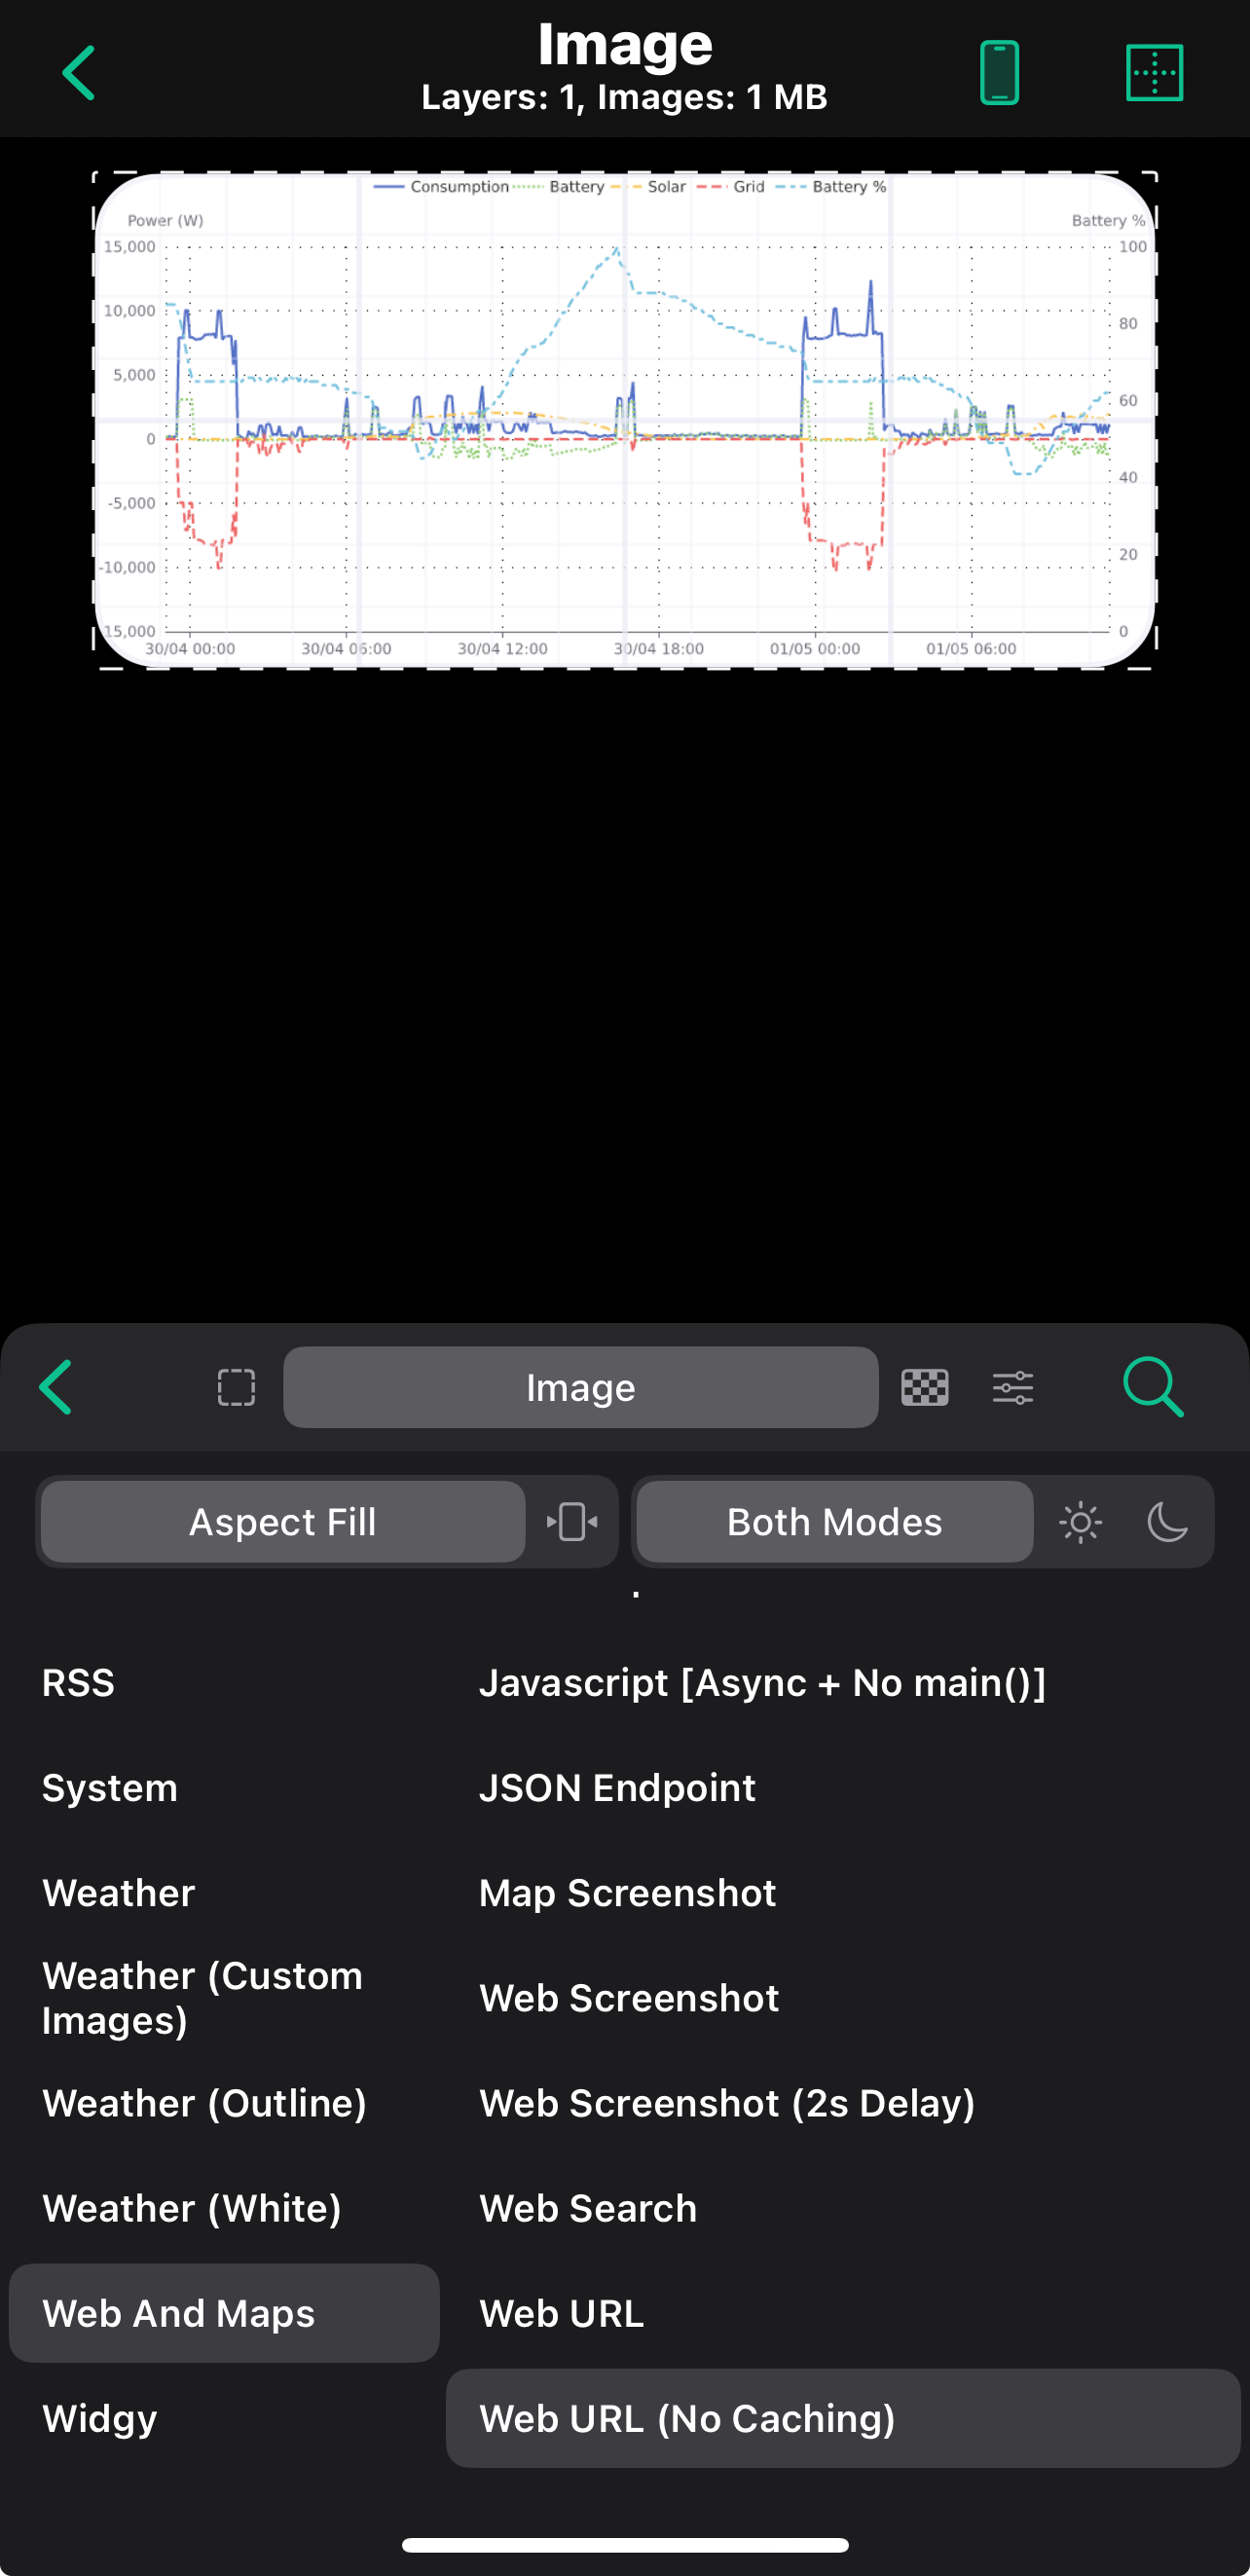 Image
Layers: 1, Images: 1 MB
Consumption Battery Solar Grid Battery %
Power (W) Battery %
15,000 100
10,000
80
5,000
60
0
40
-5,000
20
-10,000
15,000 0
30/04 00:00 30/04 06:00 30/04 12:00 30/04 18:00 01/05 00:00 01/05 06:00
Image
Aspect Fill Both Modes
RSS Javascript [Async + No main()]
System JSON Endpoint
Weather Map Screenshot
Weather (Custom
Images) Web Screenshot
Weather (Outline) Web Screenshot (2s Delay)
Weather (White) Web Search
Web And Maps Web URL
Widgy Web URL (No Caching)